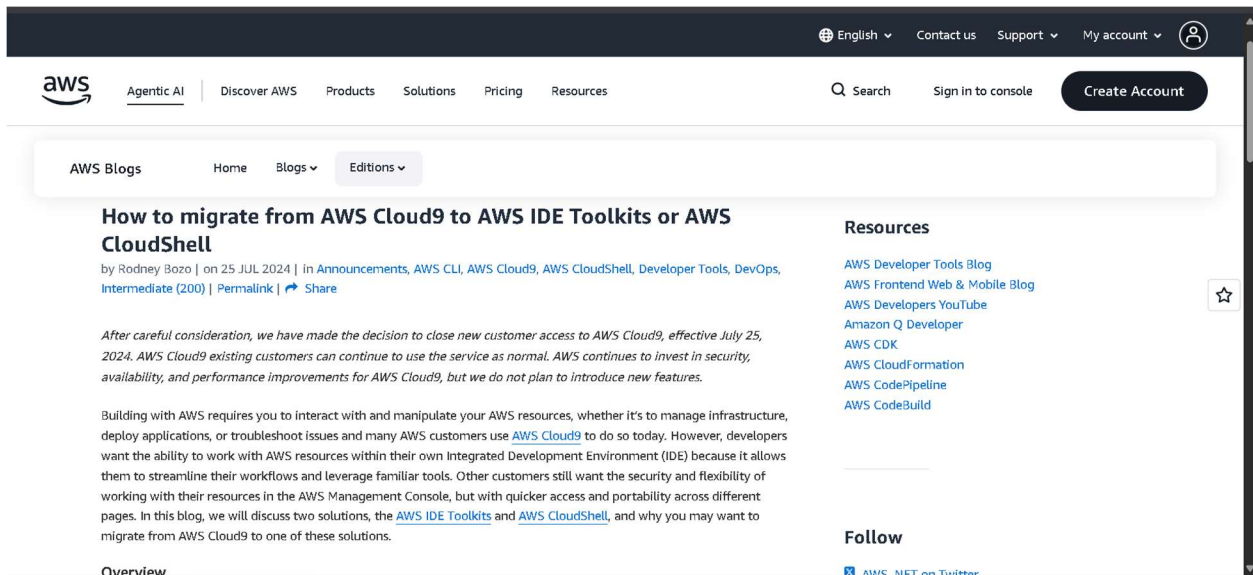 English
Contact us
Support
My account
aws
Agentic AI
Discover AWS
Products
Solutions
Pricing
Resources
Search
Sign in to console
Create Account
AWS Blogs
Home
Blogs
Editions
How to migrate from AWS Cloud9 to AWS IDE Toolkits or AWS
CloudShell
by Rodney Bozo | on 25 JUL 2024 | in Announcements, AWS CLI, AWS Cloud9, AWS CloudShell, Developer Tools, DevOps,
Intermediate (200) | Permalink | Share
After careful consideration, we have made the decision to close new customer access to AWS Cloud9, effective July 25,
2024. AWS Cloud9 existing customers can continue to use the service as normal. AWS continues to invest in security,
availability, and performance improvements for AWS Cloud9, but we do not plan to introduce new features.
Building with AWS requires you to interact with and manipulate your AWS resources, whether it's to manage infrastructure,
deploy applications, or troubleshoot issues and many AWS customers use AWS Cloud9 to do so today. However, developers
want the ability to work with AWS resources within their own Integrated Development Environment (IDE) because it allows
them to streamline their workflows and leverage familiar tools. Other customers still want the security and flexibility of
working with their resources in the AWS Management Console, but with quicker access and portability across different
pages. In this blog, we will discuss two solutions, the AWS IDE Toolkits and AWS CloudShell, and why you may want to
migrate from AWS Cloud9 to one of these solutions.
Overview
Resources
AWS Developer Tools Blog
AWS Frontend Web & Mobile Blog
AWS Developers YouTube
Amazon Q Developer
AWS CDK
AWS CloudFormation
AWS CodePipeline
AWS CodeBuild
Follow
AWS .NET on Twitter